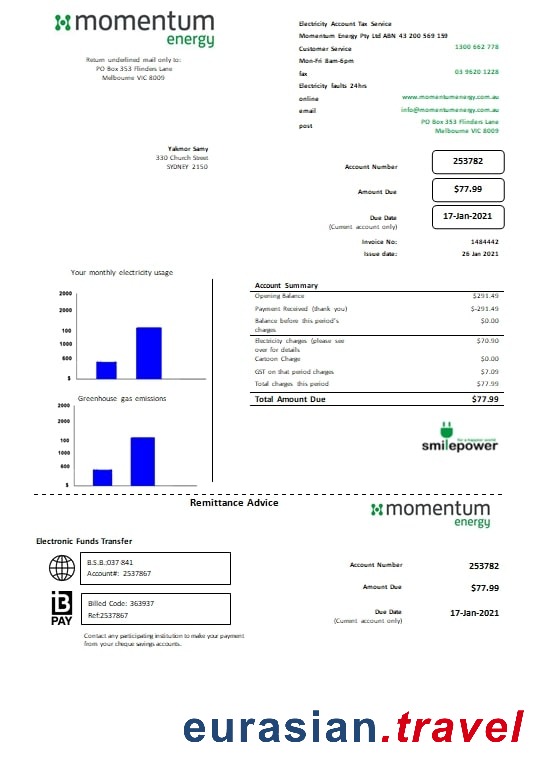 momentum
energy
Return underlined mail only to:
PO Box 353 Flinders Lane
Melbourne VIC 8009
Electricity Account Tax Service
Momentum Energy Pty Ltd ABN 43 200 569 159
Customer Service 1300 662 778
Mon-Fri 8am-6pm
fax 03 9620 1228
Electricity faults 24hrs
online www.momentumenergy.com.au
email info@momentumenergy.com.au
post PO Box 353 Flinders Lane
Melbourne VIC 8009
Yakmor Samy
330 Church Street
SYDNEY 2150
Account Number 253782
Amount Due $77.99
Due Date 17-Jan-2021
(Current account only)
Invoice No: 1484442
Issue date: 26 Jan 2021
Your monthly electricity usage
2000
2000
100
1000
600
$
Greenhouse gas emissions
2000
2000
100
1000
600
$
Account Summary
Opening Balance $291.49
Payment Received (thank you) $-291.49
Balance before this period's $0.00
charges
Electricity charges (please see $70.90
over for details
Cartoon Charge $0.00
GST on that period charges $7.09
Total charges this period $77.99
Total Amount Due $77.99
for a happier world
smilepower
Remittance Advice
momentum
energy
Electronic Funds Transfer
B.S.B.:037 841
Account#: 2537867
B
PAY
Billed Code: 363937
Ref:2537867
Contact any participating institution to make your payment
from your cheque savings accounts.
Account Number 253782
Amount Due $77.99
Due Date 17-Jan-2021
(Current account only)
eurasian.travel